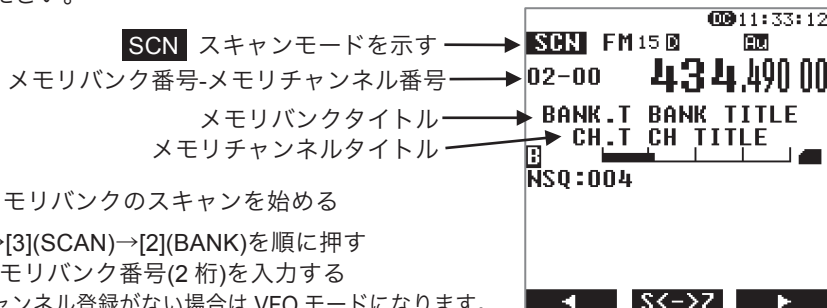 ださい。
SCN スキャンモードを示す
メモリバンク番号-メモリチャンネル番号
メモリバンクタイトル
メモリチャンネルタイトル
モリバンクのスキャンを始める
[3](SCAN)→[2](BANK)を順に押す
モリバンク番号(2 桁)を入力する
ャンネル登録がない場合は VFO モードになります。
DC 11:33:12
SCN FM 15 D AU
02-00 434.490 00
BANK.T BANK TITLE
CH.T CH TITLE
B
NSQ:004
◀ S<->Z ▶